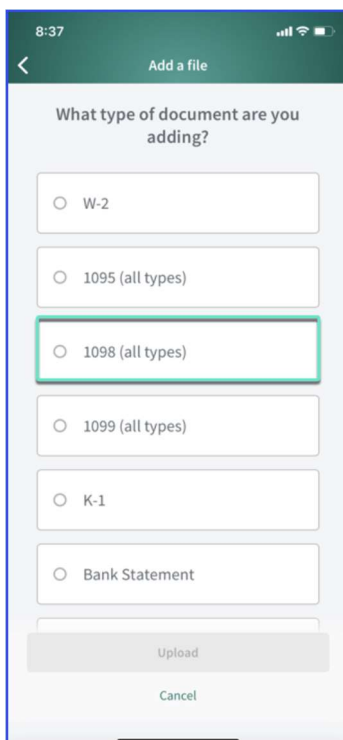 8:37
Add a file
What type of document are you
adding?
W-2
1095 (all types)
1098 (all types)
1099 (all types)
K-1
Bank Statement
Upload
Cancel